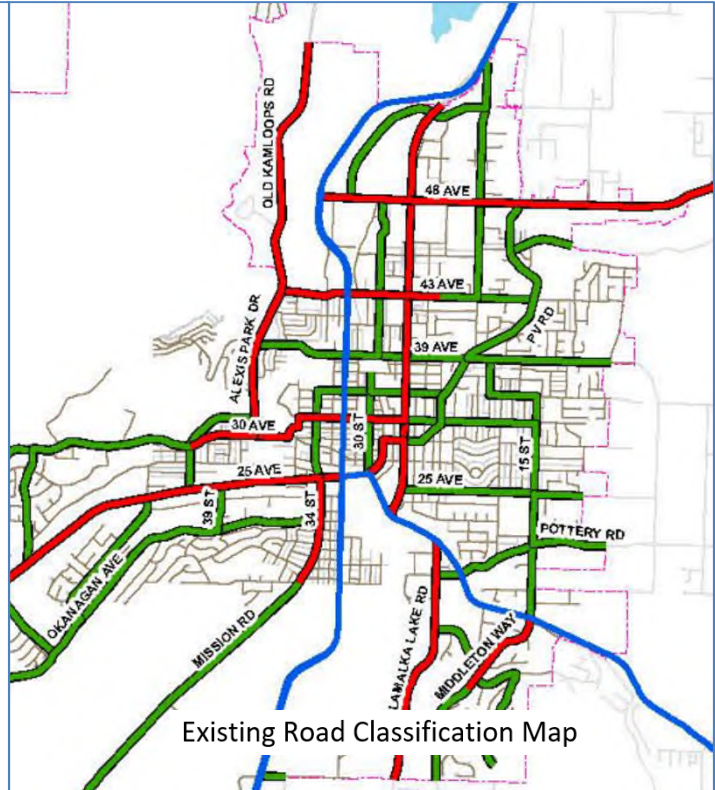 OLD KAMLOOPS RD
48 AVE
43 AVE
ALEXIS PARK DR
PV RD
39 AVE
30 AVE
30 ST
25 AVE
15 ST
25 AVE
39 ST
34 ST
POTTERY RD
OKANAGAN AVE
MISSION RD
LAMALKA LAKE RD
MIDDLETON WAY
Existing Road Classification Map